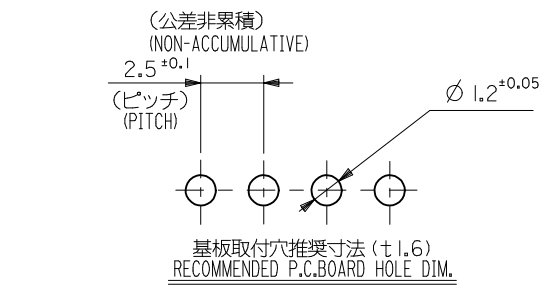 (公差非累積)
(NON-ACCUMULATIVE)
2.5 ±0.1
(ピッチ)
(PITCH)
∅ 1.2 ±0.05
基板取付穴推奨寸法 (t1.6)
RECOMMENDED P.C.BOARD HOLE DIM.